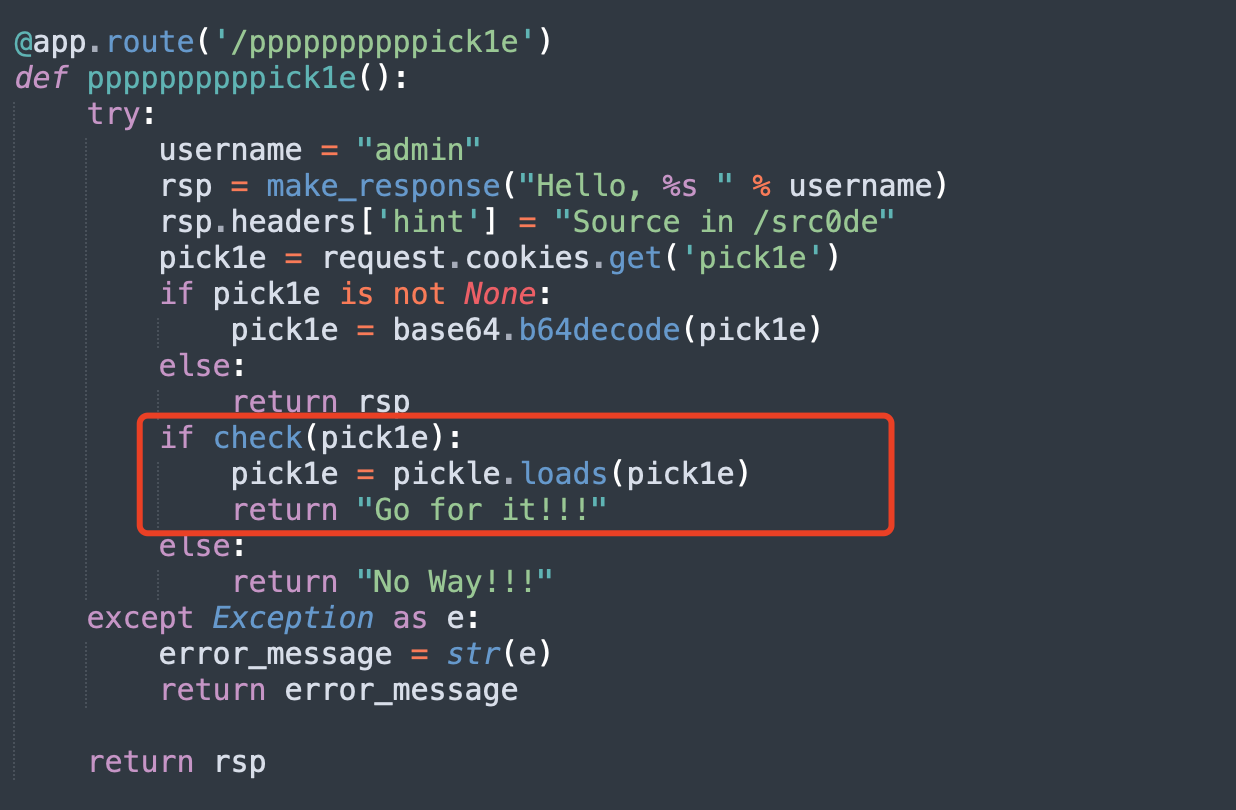 @app.route('/ppppppppppick1e')
def ppppppppppick1e():
    try:
        username = "admin"
        rsp = make_response("Hello, %s " % username)
        rsp.headers['hint'] = "Source in /src0de"
        pick1e = request.cookies.get('pick1e')
        if pick1e is not None:
            pick1e = base64.b64decode(pick1e)
        else:
            return rsp
        if check(pick1e):
            pick1e = pickle.loads(pick1e)
            return "Go for it!!!"
        else:
            return "No Way!!!"
    except Exception as e:
        error_message = str(e)
        return error_message

    return rsp